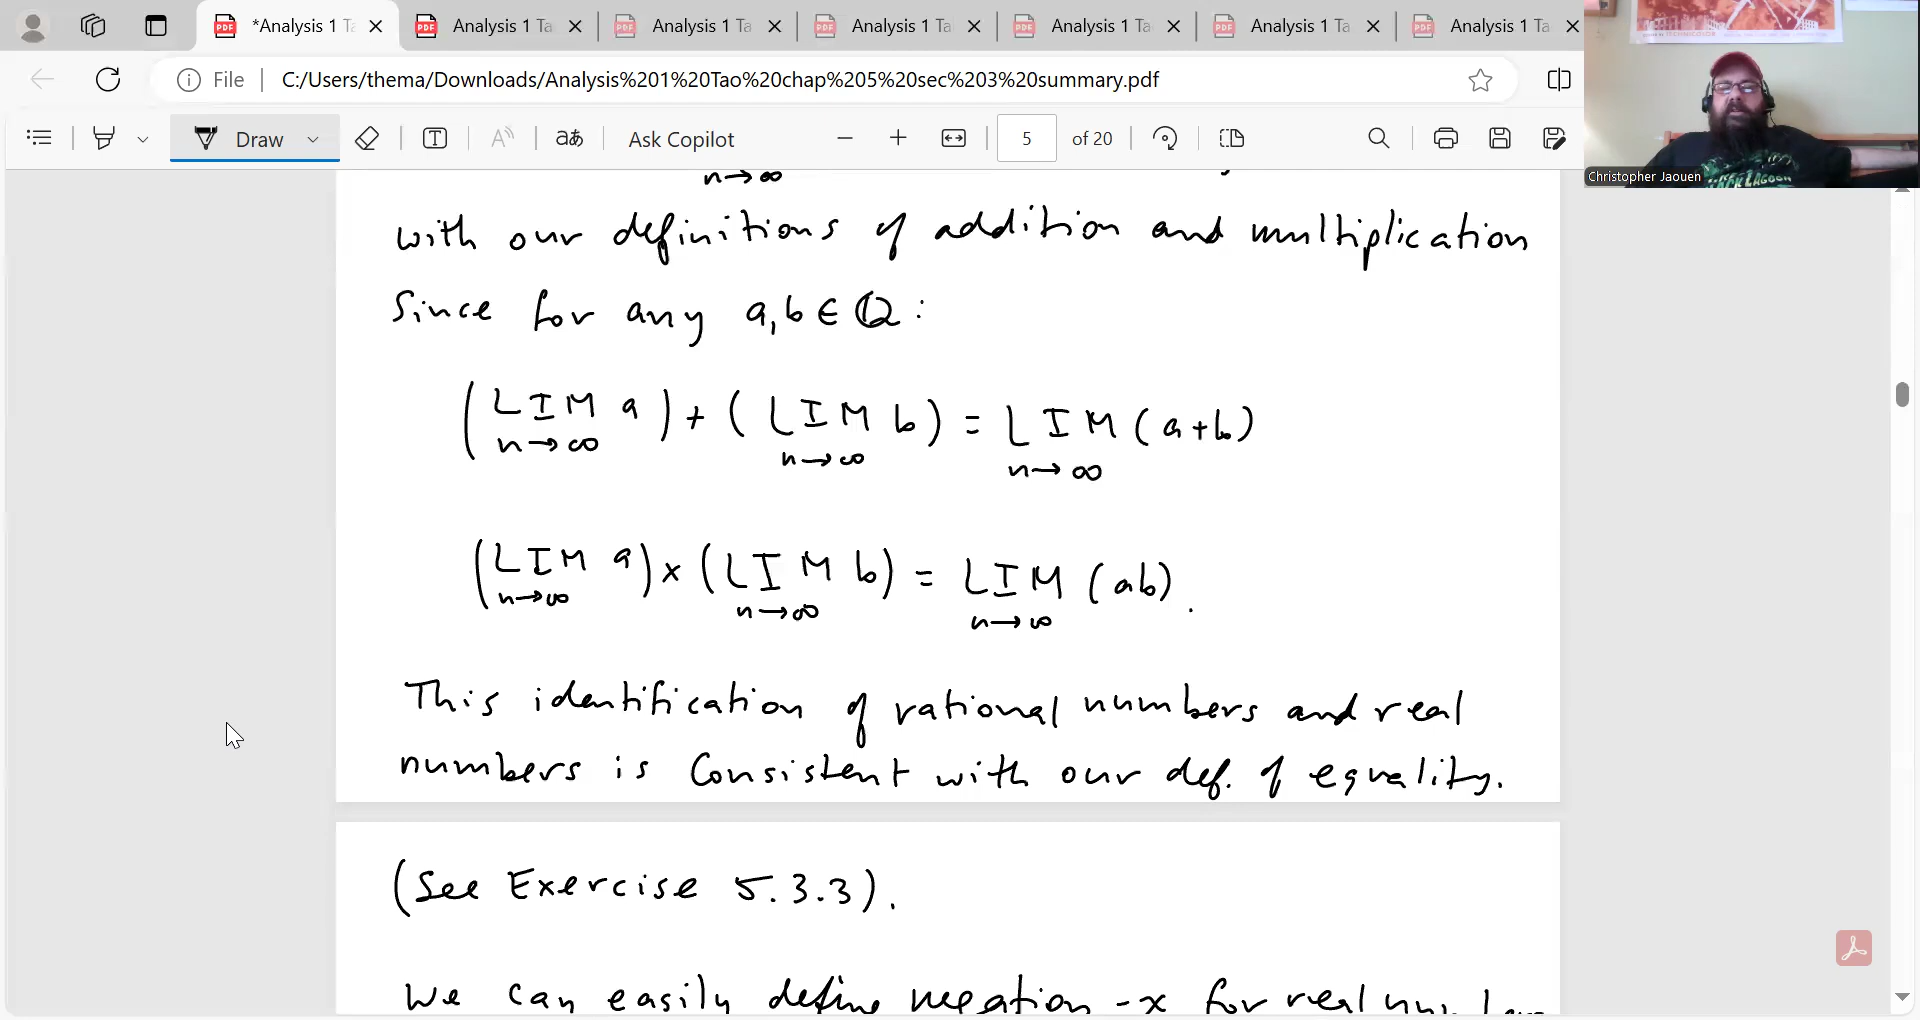 *Analysis 1 Ta
Analysis 1 Ta
Analysis 1 Ta
Analysis 1 Ta
Analysis 1 Ta
Analysis 1 Ta
Analysis 1 Ta
File
C:/Users/thema/Downloads/Analysis%201%20Tao%20chap%205%20sec%203%20summary.pdf
Draw
Ask Copilot
5 of 20
TECHNICOLOR
Christopher Jaouen
n→∞
with our definitions of addition and multiplication
Since for any a,b ∈ ℚ:
(LIM a) + (LIM b) = LIM (a+b)
n→∞ n→∞ n→∞
(LIM a) × (LIM b) = LIM (ab).
n→∞ n→∞ n→∞
This identification of rational numbers and real
numbers is consistent with our def. of equality.
(See Exercise 5.3.3).
We can easily define negation -x for real numbers